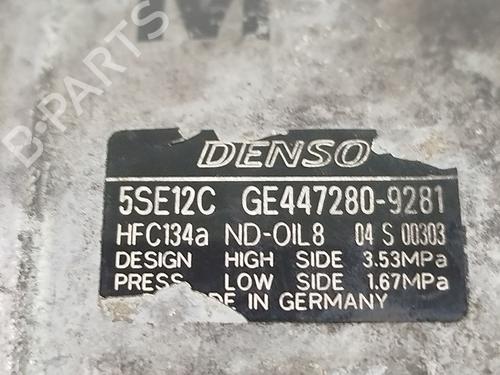 B-PARTS
DENSO
5SE12C GE447280-9281
HFC134a ND-OIL8 04 S 00303
DESIGN HIGH SIDE 3.53MPa
PRESS LOW SIDE 1.67MPa
DE IN GERMANY